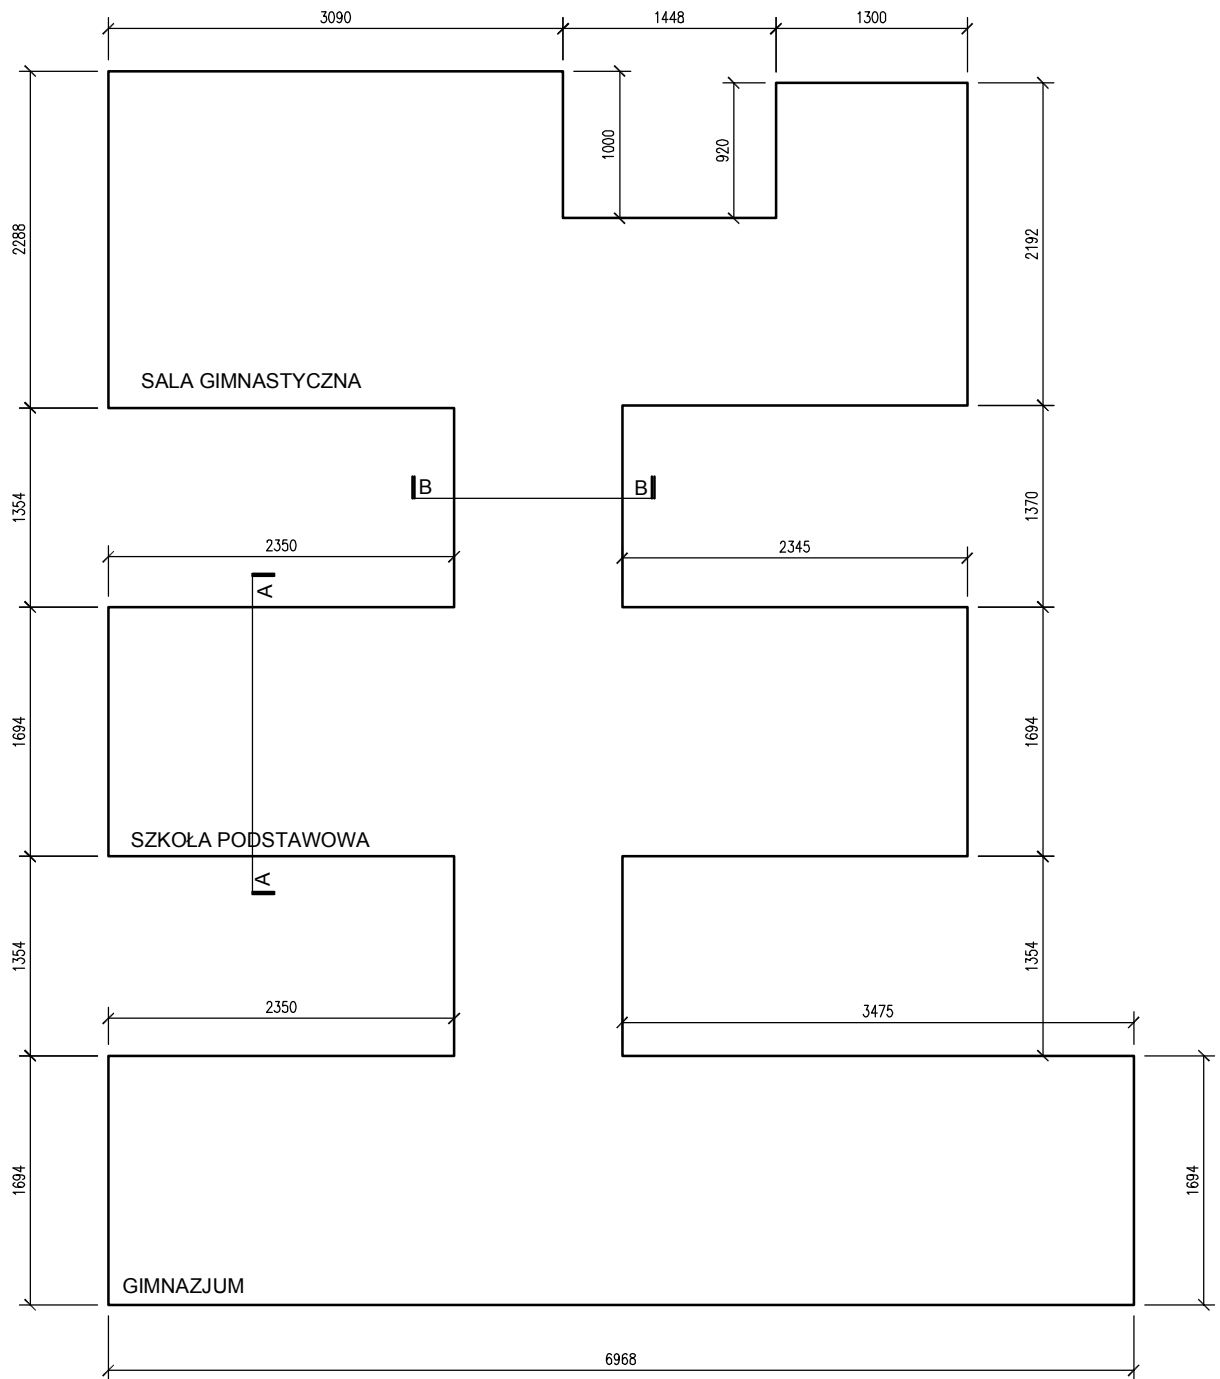 3090
1448
1300
1000
920
2288
2192
SALA GIMNASTYCZNA
B
B
1354
1370
2350
2345
A
1694
1694
SZKOŁA PODSTAWOWA
A
1354
1354
2350
3475
1694
1694
GIMNAZJUM
6968